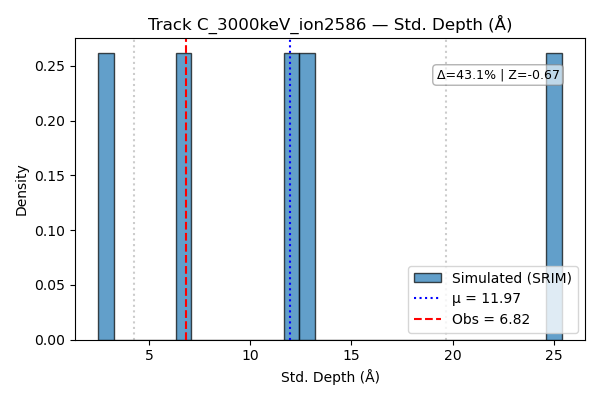 Track C_3000keV_ion2586 — Std. Depth (Å)
Δ=43.1% | Z=-0.67
Density
0.25
0.20
0.15
0.10
0.05
0.00
Simulated (SRIM)
μ = 11.97
Obs = 6.82
5
10
15
20
25
Std. Depth (Å)